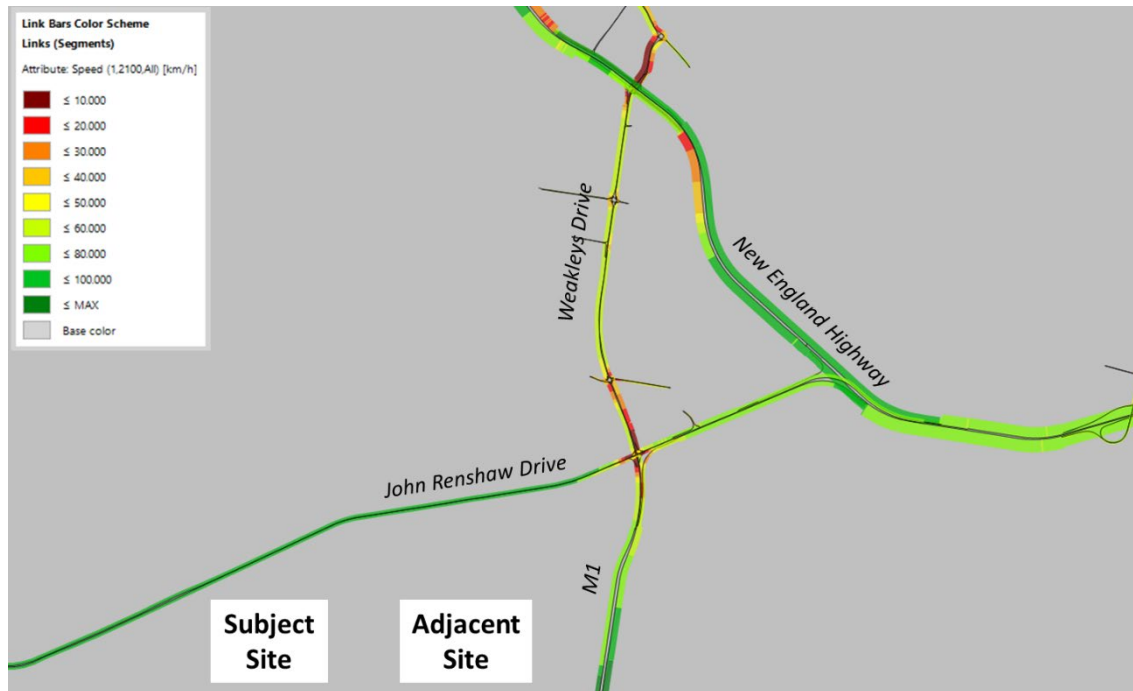 Link Bars Color Scheme
Links (Segments)
Attribute: Speed (1,2100,All) [km/h]
≤ 10.000
≤ 20.000
≤ 30.000
≤ 40.000
≤ 50.000
≤ 60.000
≤ 80.000
≤ 100.000
≤ MAX
Base color
Weakleys Drive
New England Highway
John Renshaw Drive
M1
Subject
Site
Adjacent
Site